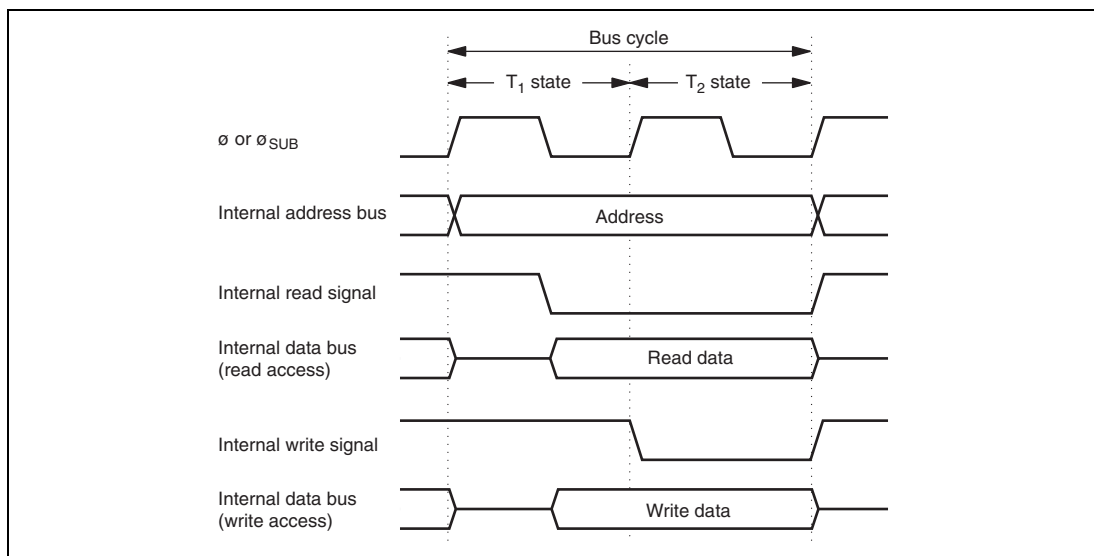 Bus cycle
T₁ state
T₂ state
ø or ø SUB
Internal address bus
Address
Internal read signal
Internal data bus
(read access)
Read data
Internal write signal
Internal data bus
(write access)
Write data